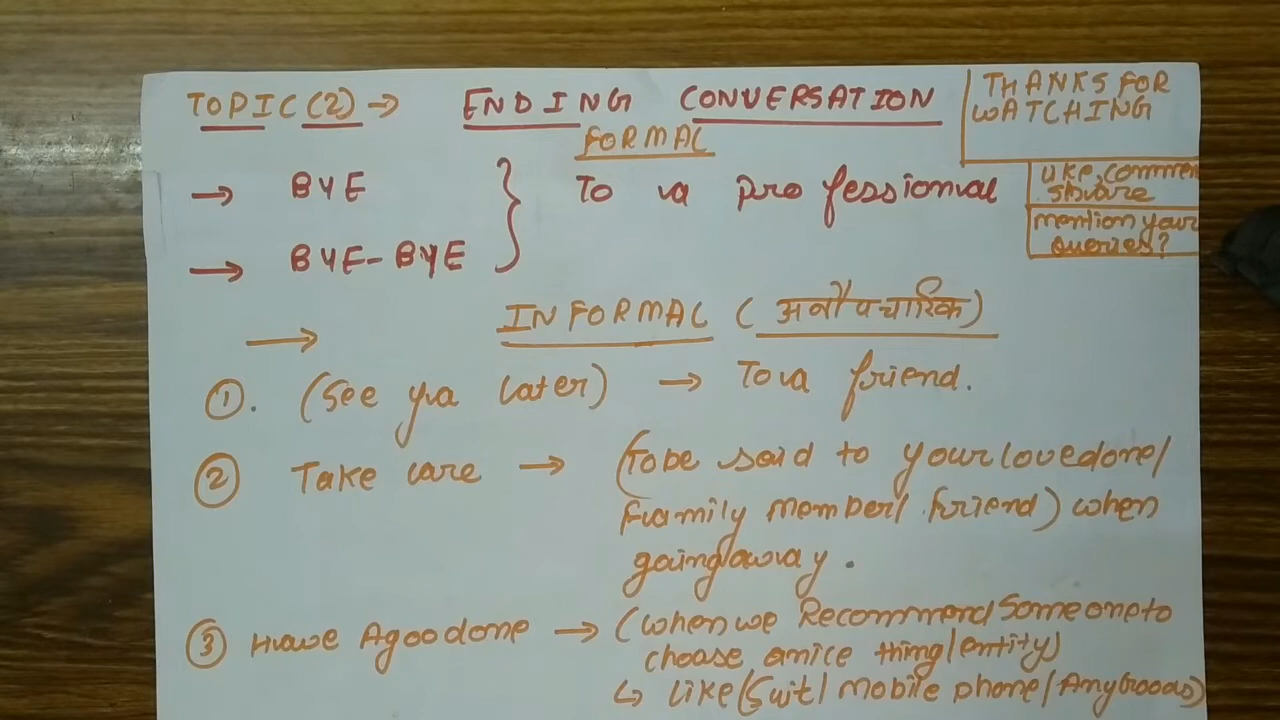 TOPIC (2) → ENDING CONVERSATION
THANKS FOR
WATCHING
FORMAL
→ BYE } To a professional
Like, commen
share
→ BYE-BYE
mention your
queries?
→ INFORMAL (अनौपचारिक)
①. (See ya later) → To a friend.
② Take care → (To be said to your loved one/
Family member/ friend) when
going away.
③ Have A good one → (when we Recommend someone to
choose a nice thing/entity)
↳ Like (Suit/ Mobile phone/ Any Goods)